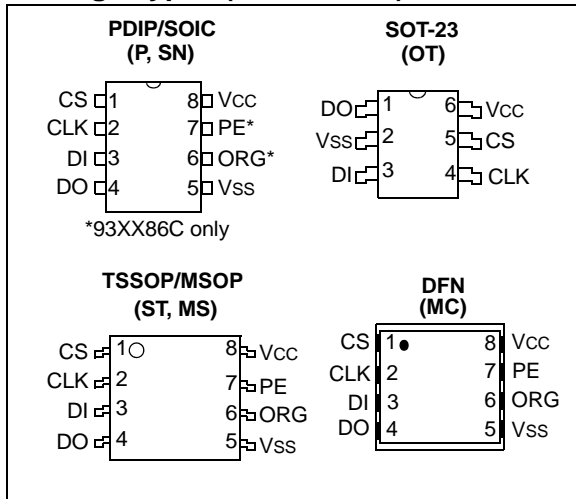 PDIP/SOIC
(P, SN)
CS 1 8 VCC
CLK 2 7 PE*
DI 3 6 ORG*
DO 4 5 VSS
*93XX86C only
SOT-23
(OT)
DO 1 6 VCC
VSS 2 5 CS
DI 3 4 CLK
TSSOP/MSOP
(ST, MS)
CS 1 8 VCC
CLK 2 7 PE
DI 3 6 ORG
DO 4 5 VSS
DFN
(MC)
CS 1 8 VCC
CLK 2 7 PE
DI 3 6 ORG
DO 4 5 VSS